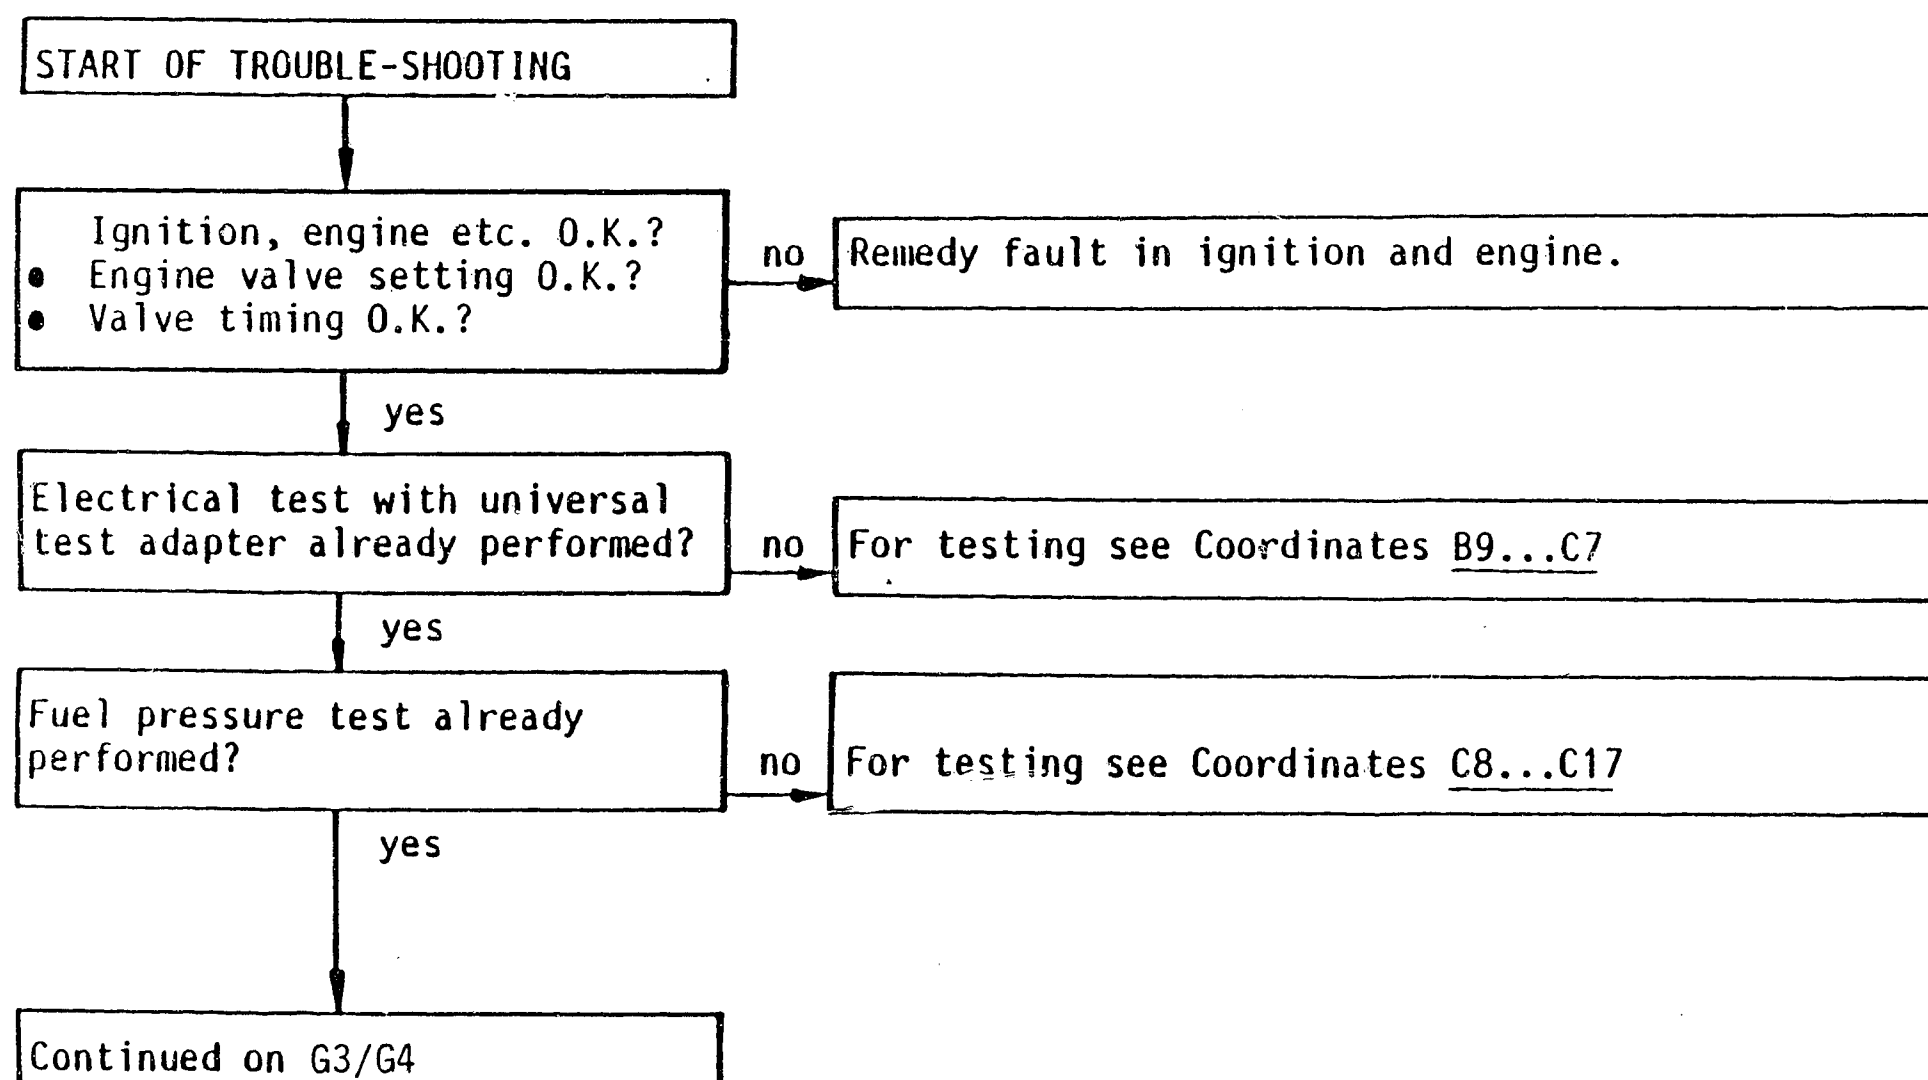 START OF TROUBLE-SHOOTING
Ignition, engine etc. O.K.?
• Engine valve setting O.K.?
• Valve timing O.K.?
no
Remedy fault in ignition and engine.
yes
Electrical test with universal
test adapter already performed?
no
For testing see Coordinates B9...C7
yes
Fuel pressure test already
performed?
no
For testing see Coordinates C8...C17
yes
Continued on G3/G4